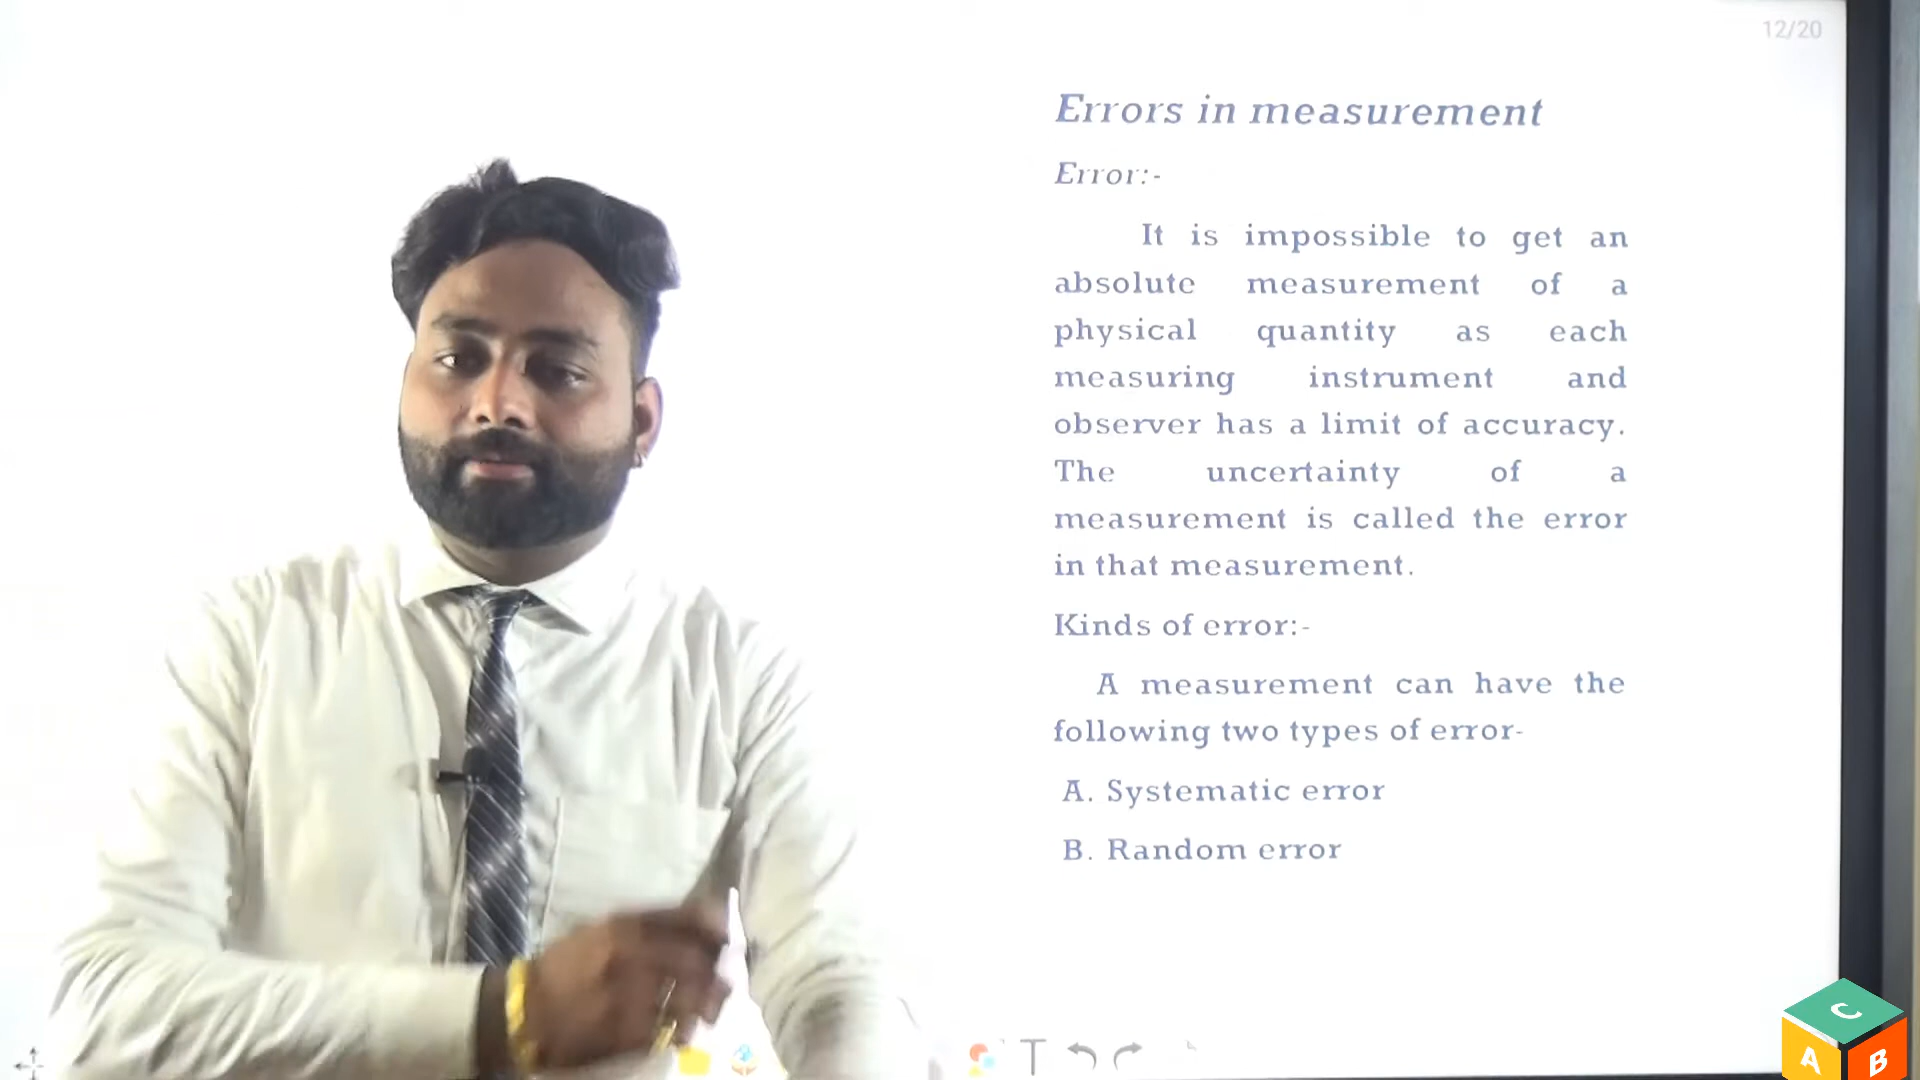 12/20
Errors in measurement
Error:-
It is impossible to get an
absolute measurement of a
physical quantity as each
measuring instrument and
observer has a limit of accuracy.
The uncertainty of a
measurement is called the error
in that measurement.
Kinds of error:-
A measurement can have the
following two types of error-
A. Systematic error
B. Random error
T
C
A B